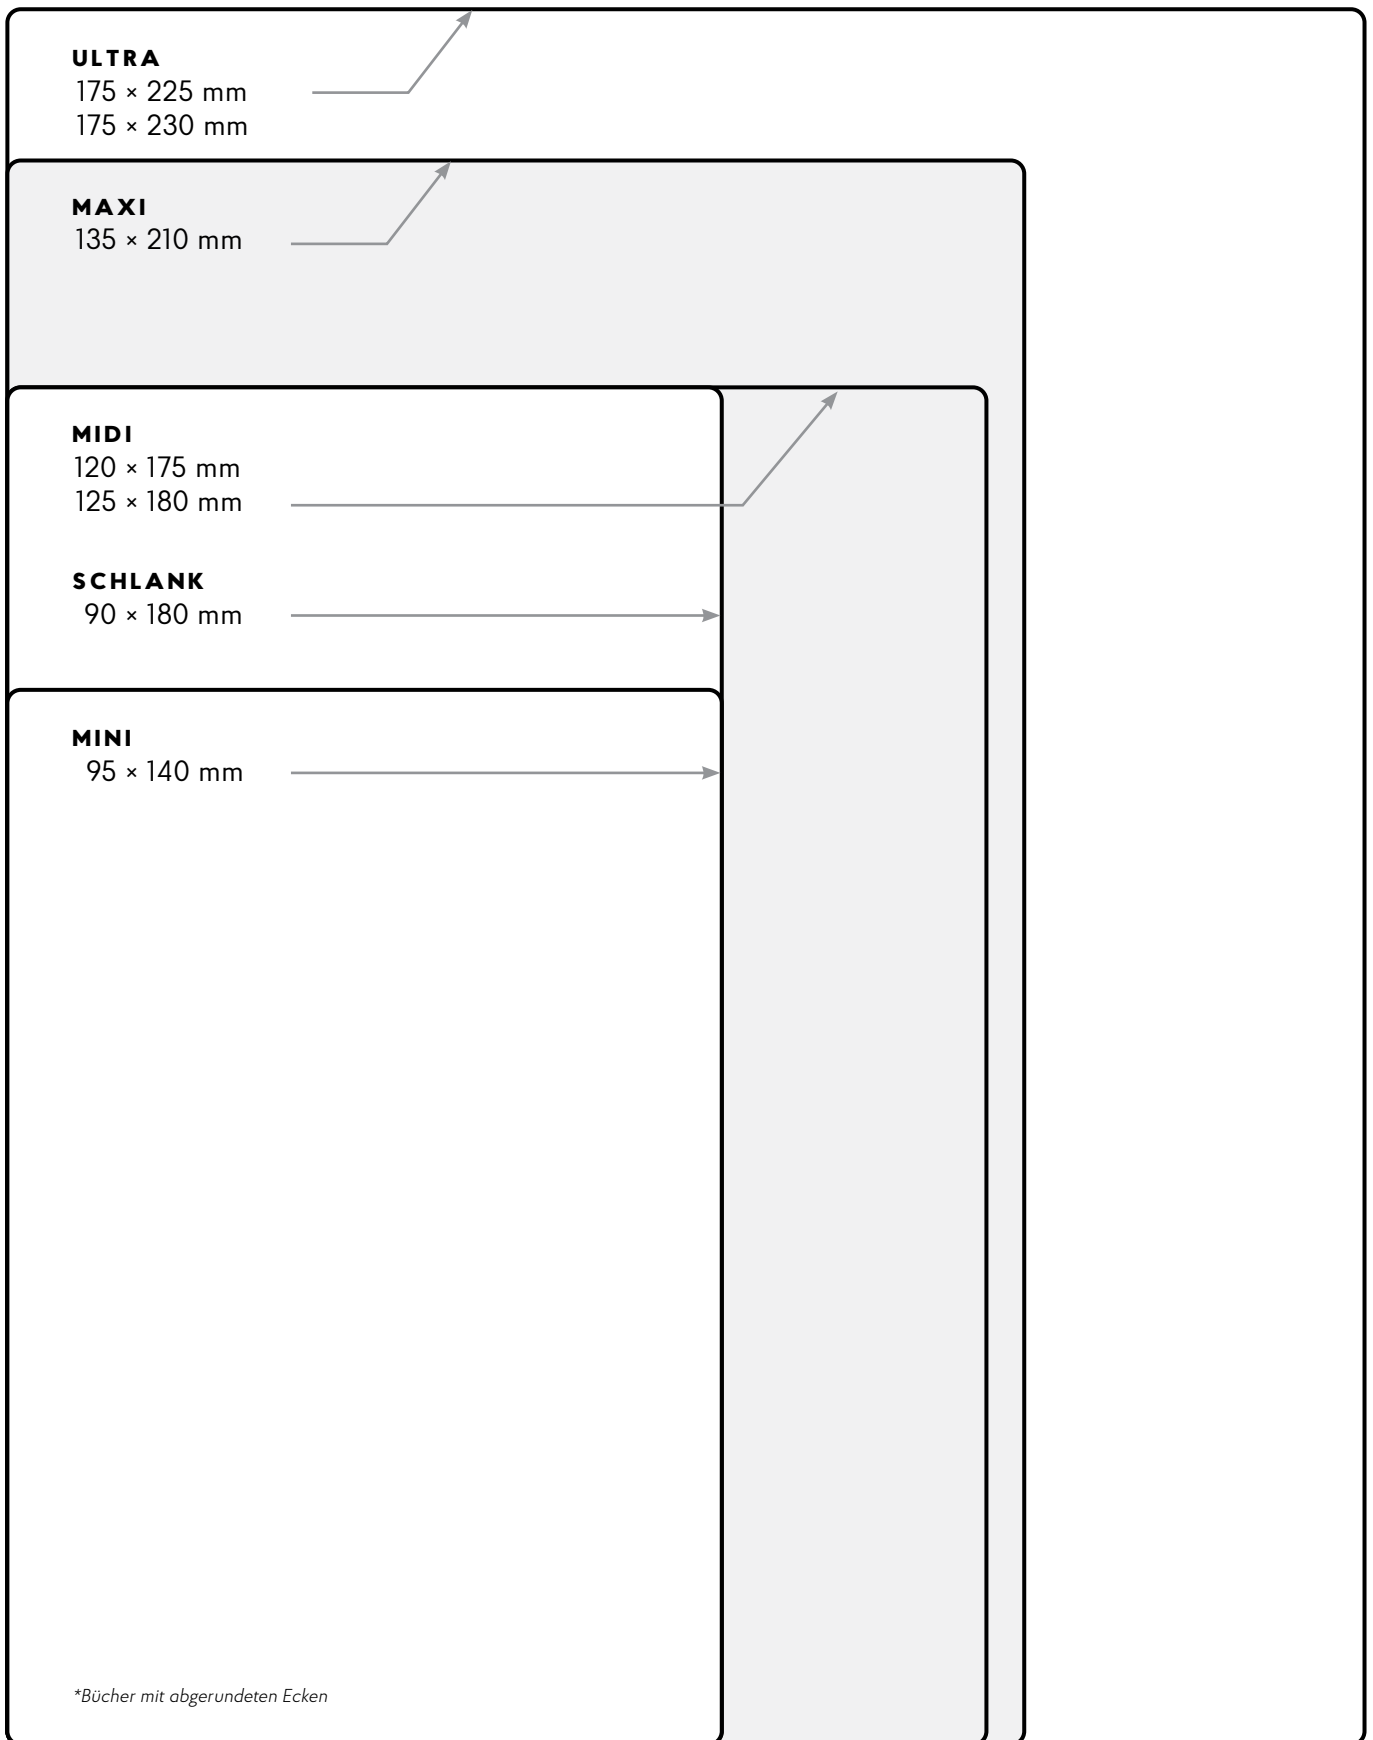 ULTRA
175 × 225 mm
175 × 230 mm
MAXI
135 × 210 mm
MIDI
120 × 175 mm
125 × 180 mm
SCHLANK
90 × 180 mm
MINI
95 × 140 mm
*Bücher mit abgerundeten Ecken